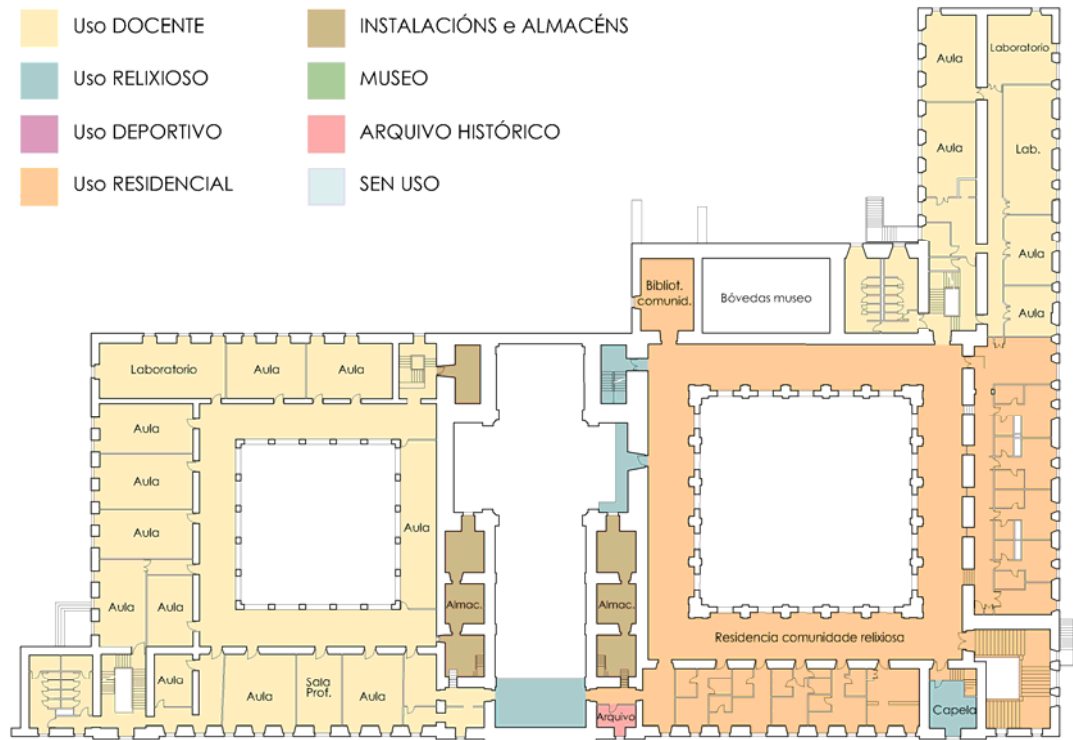 Uso DOCENTE
INSTALACIÓNS e ALMACÉNS
Uso RELIXIOSO
MUSEO
Uso DEPORTIVO
ARQUIVO HISTÓRICO
Uso RESIDENCIAL
SEN USO
Aula
Laboratorio
Aula
Lab.
Aula
Bibliot.
comunid.
Bóvedas museo
Aula
Laboratorio
Aula
Aula
Aula
Aula
Aula
Aula
Aula
Aula
Almac.
Almac.
Residencia comunidade relixiosa
Aula
Aula
Sala
Prof.
Aula
Arquivo
Capela